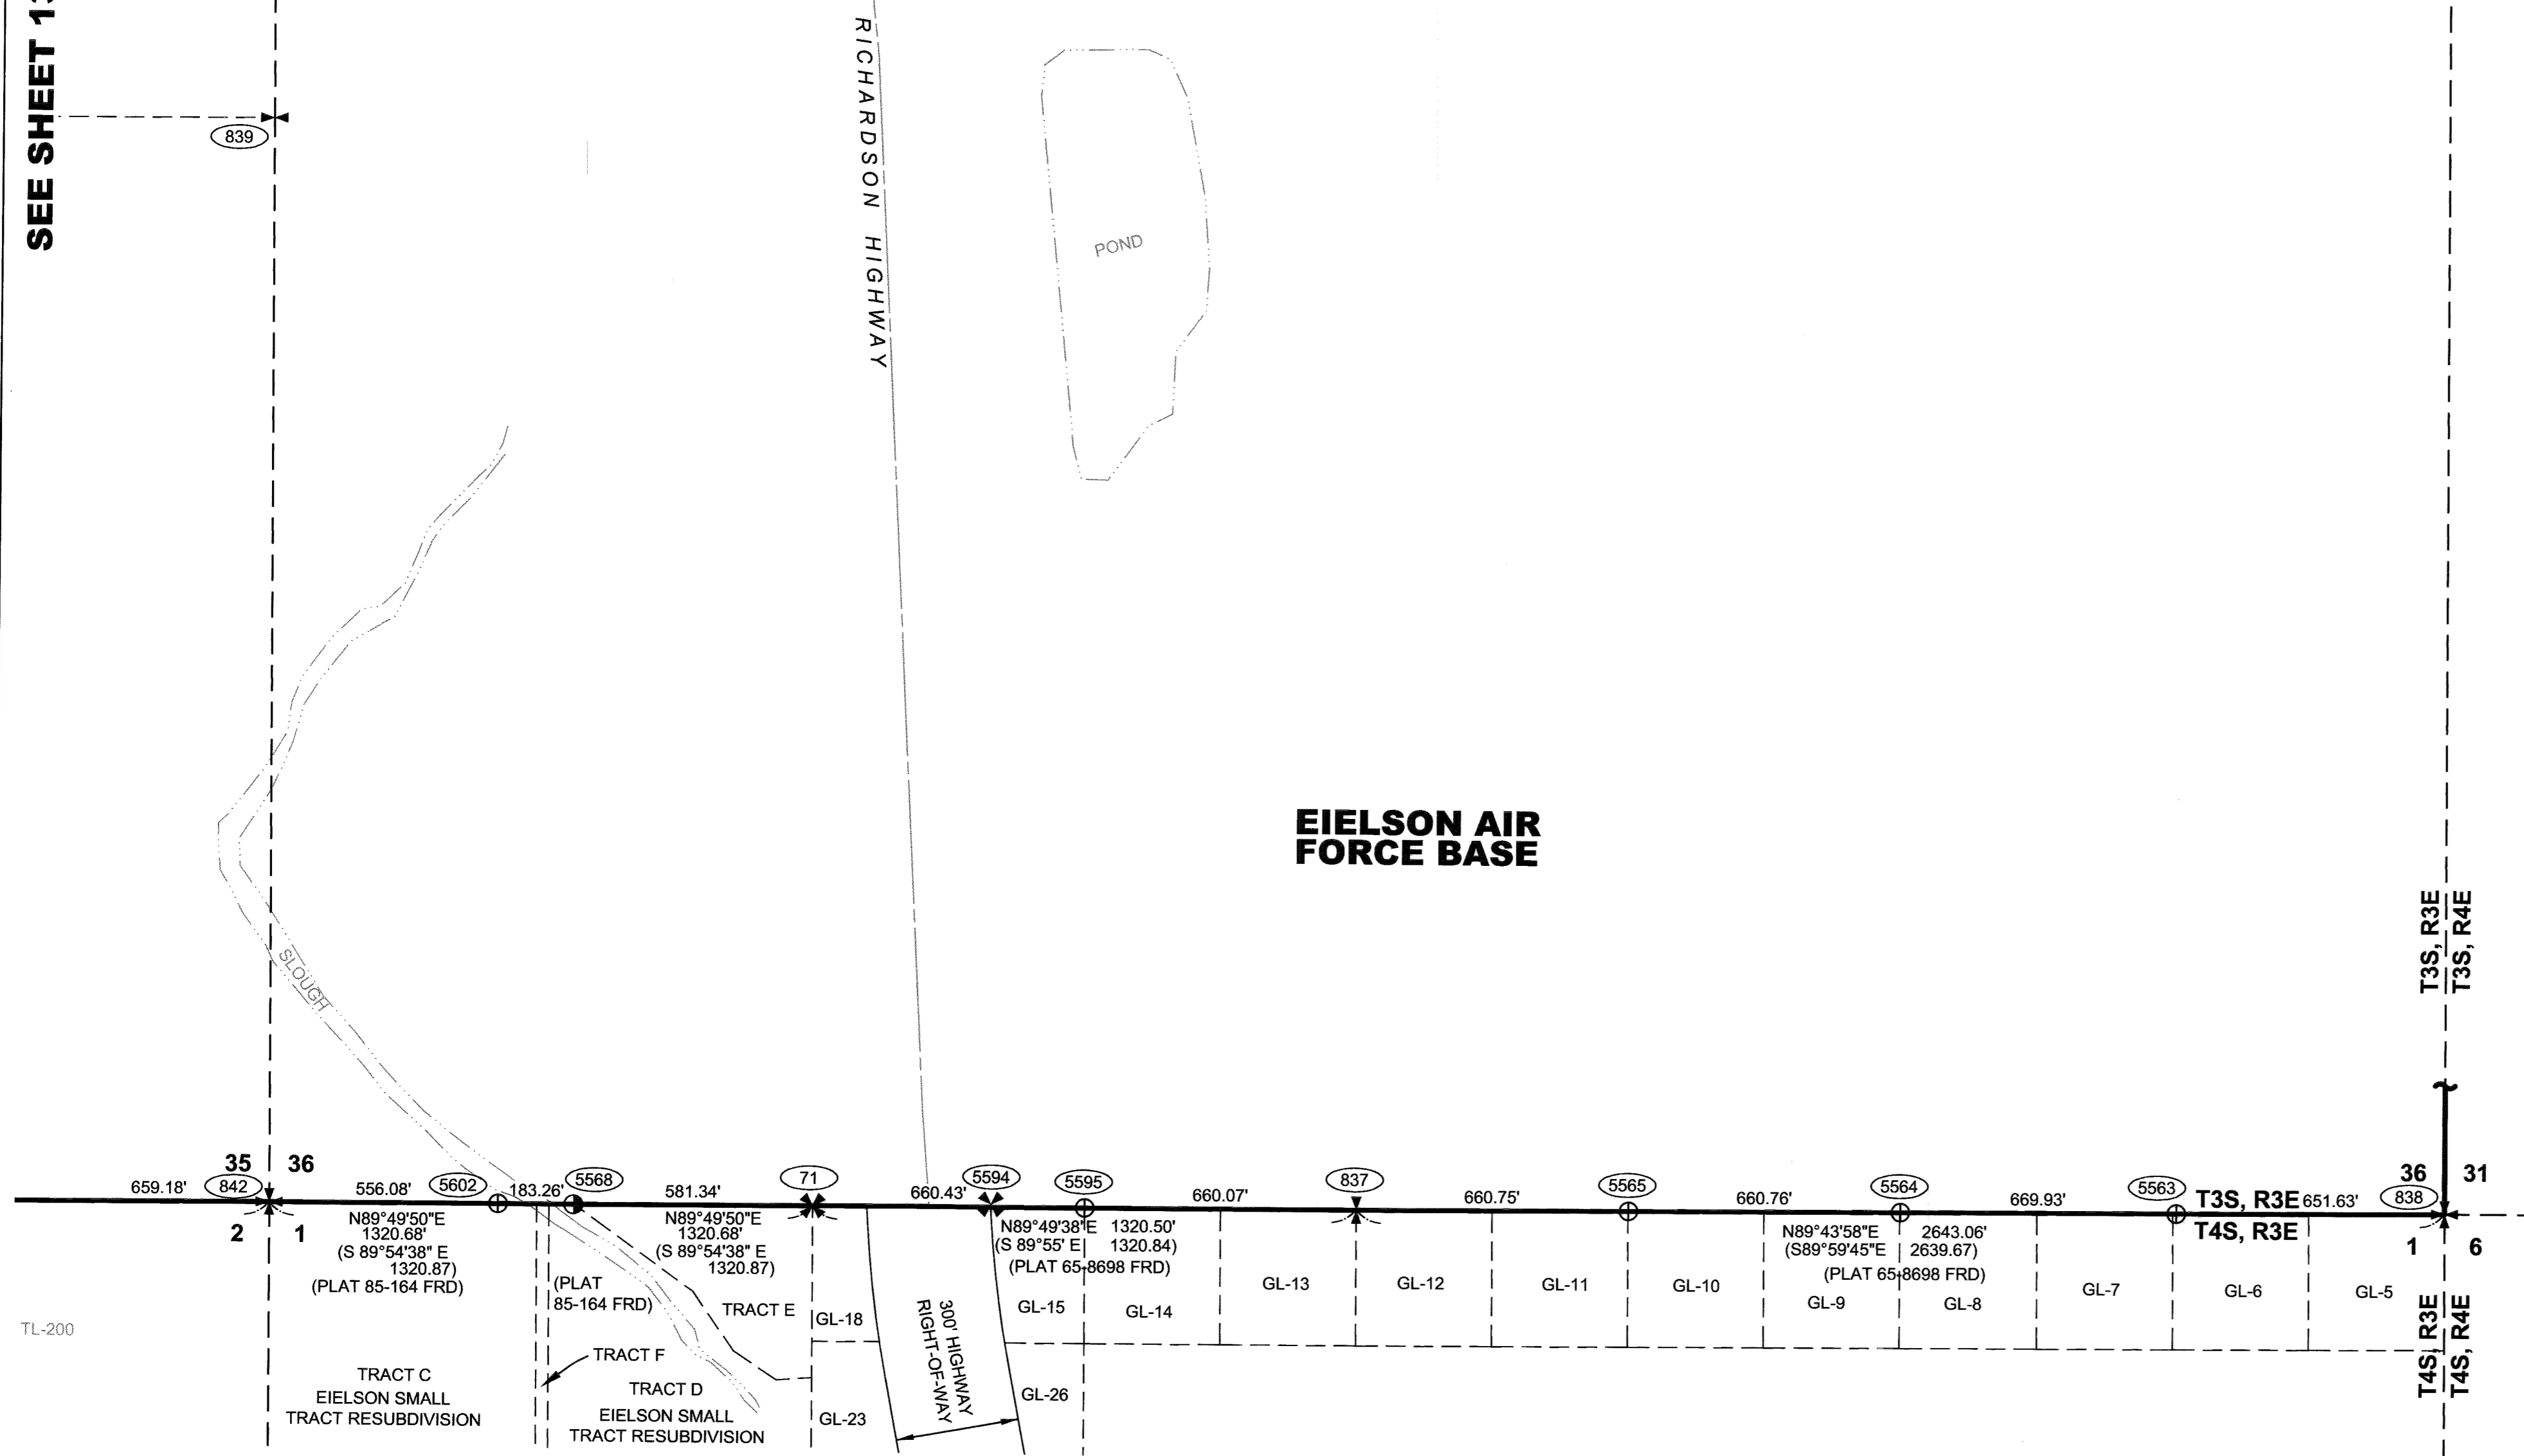 SEE SHEET 13
839
RICHARDSON HIGHWAY
POND
SLOUGH
EIELSON AIR
FORCE BASE
T3S, R3E
T3S, R4E
35
36
659.18'
842
556.08'
5602
183.26'
5568
581.34'
71
660.43'
5594
5595
660.07'
837
660.75'
5565
660.76'
5564
669.93'
5563
T3S, R3E
651.63'
36
31
838
2
1
N89°49'50"E
1320.68'
(S 89°54'38" E
1320.87)
(PLAT 85-164 FRD)
(PLAT
85-164 FRD)
N89°49'50"E
1320.68'
(S 89°54'38" E
1320.87)
N89°49'38"E 1320.50'
(S 89°55' E 1320.84)
(PLAT 65-8698 FRD)
N89°43'58"E 2643.06'
(S89°59'45"E 2639.67)
(PLAT 65-8698 FRD)
T4S, R3E
1
6
TL-200
TRACT C
EIELSON SMALL
TRACT RESUBDIVISION
TRACT F
TRACT D
EIELSON SMALL
TRACT RESUBDIVISION
TRACT E
GL-18
GL-23
300' HIGHWAY
RIGHT-OF-WAY
GL-15
GL-26
GL-14
GL-13
GL-12
GL-11
GL-10
GL-9
GL-8
GL-7
GL-6
GL-5
T4S, R3E
T4S, R4E